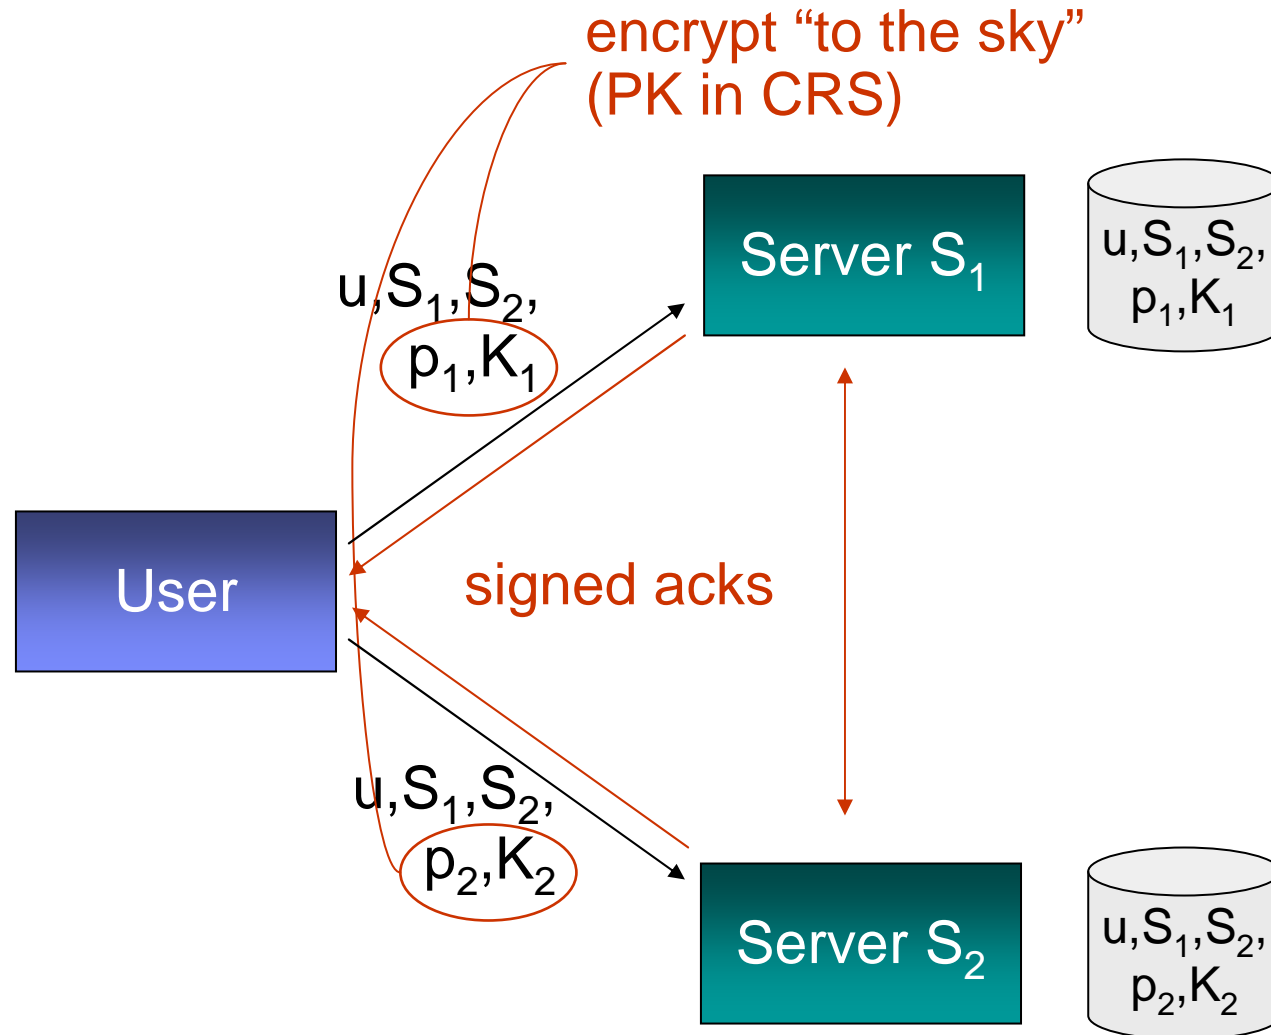 encrypt “to the sky”
(PK in CRS)
Server S₁
u,S₁,S₂,
p₁,K₁
u,S₁,S₂,
p₁,K₁
User
signed acks
u,S₁,S₂,
p₂,K₂
Server S₂
u,S₁,S₂,
p₂,K₂